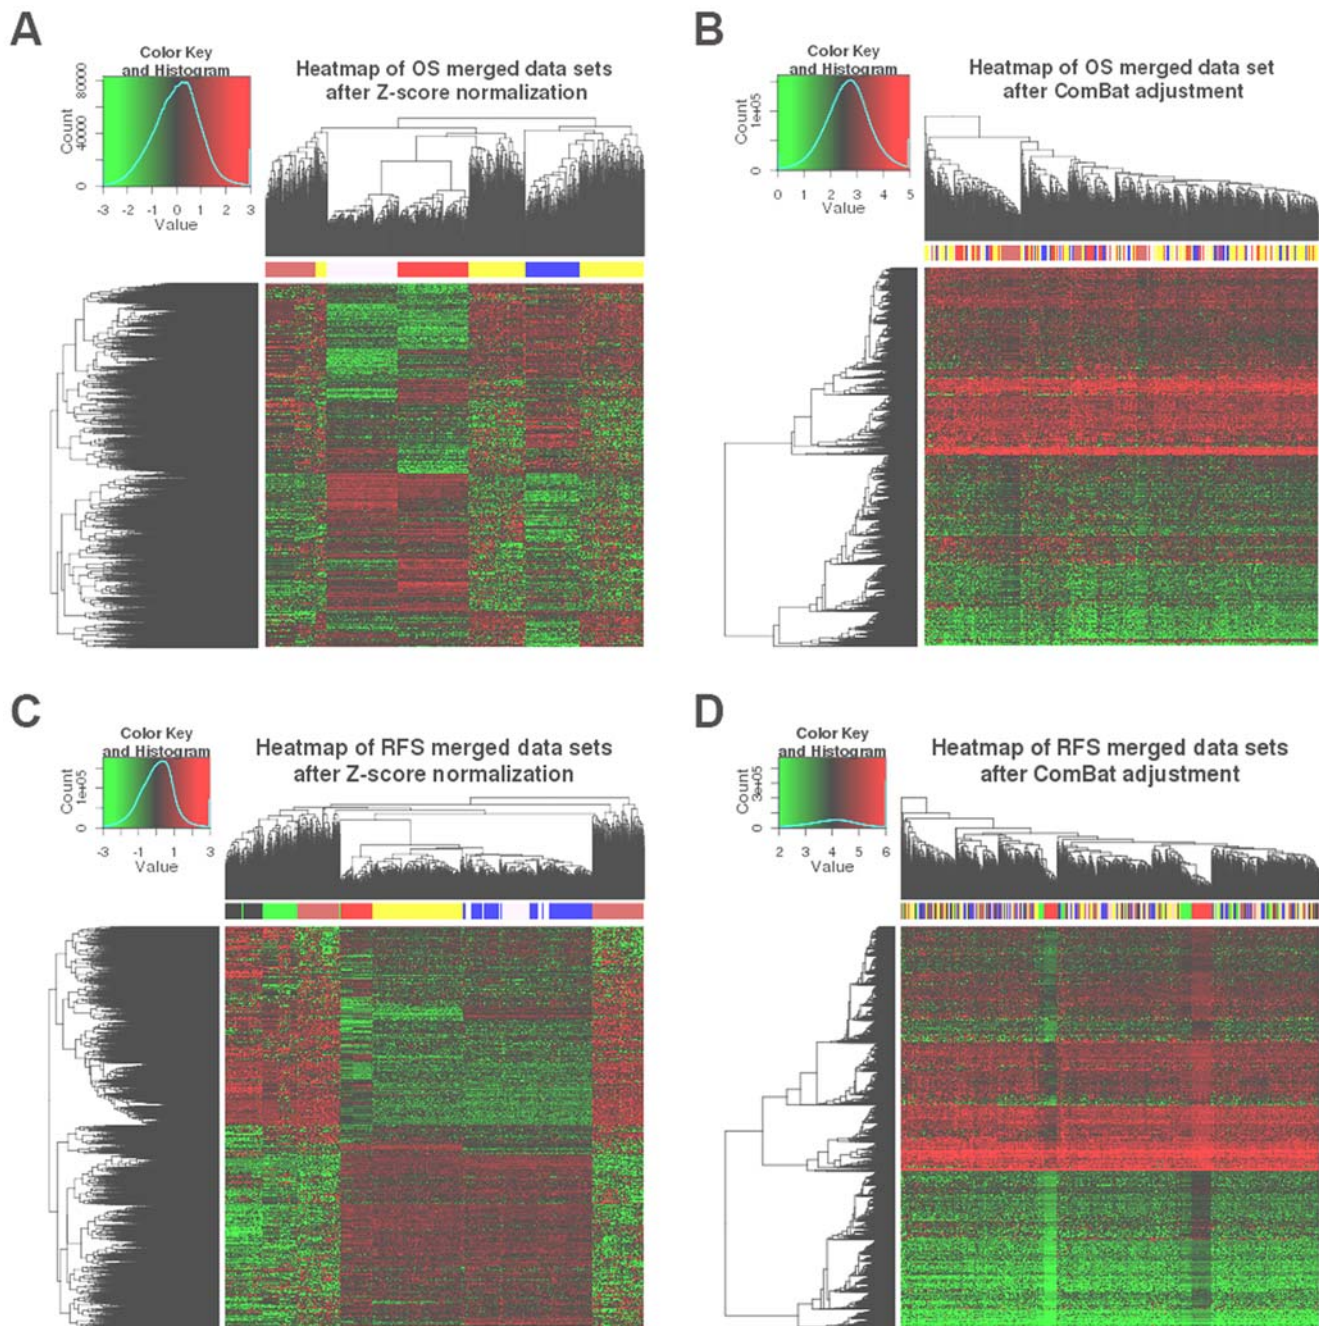 A
Color Key
and Histogram
Heatmap of OS merged data sets
after Z-score normalization
Count
0 40000 80000
-3 -2 -1 0 1 2 3
Value
B
Color Key
and Histogram
Heatmap of OS merged data set
after ComBat adjustment
Count
0 1e+05
0 1 2 3 4 5
Value
C
Color Key
and Histogram
Heatmap of RFS merged data sets
after Z-score normalization
Count
0 1e+05
-3 -1 1 3
Value
D
Color Key
and Histogram
Heatmap of RFS merged data sets
after ComBat adjustment
Count
0 3e+05
2 3 4 5 6
Value